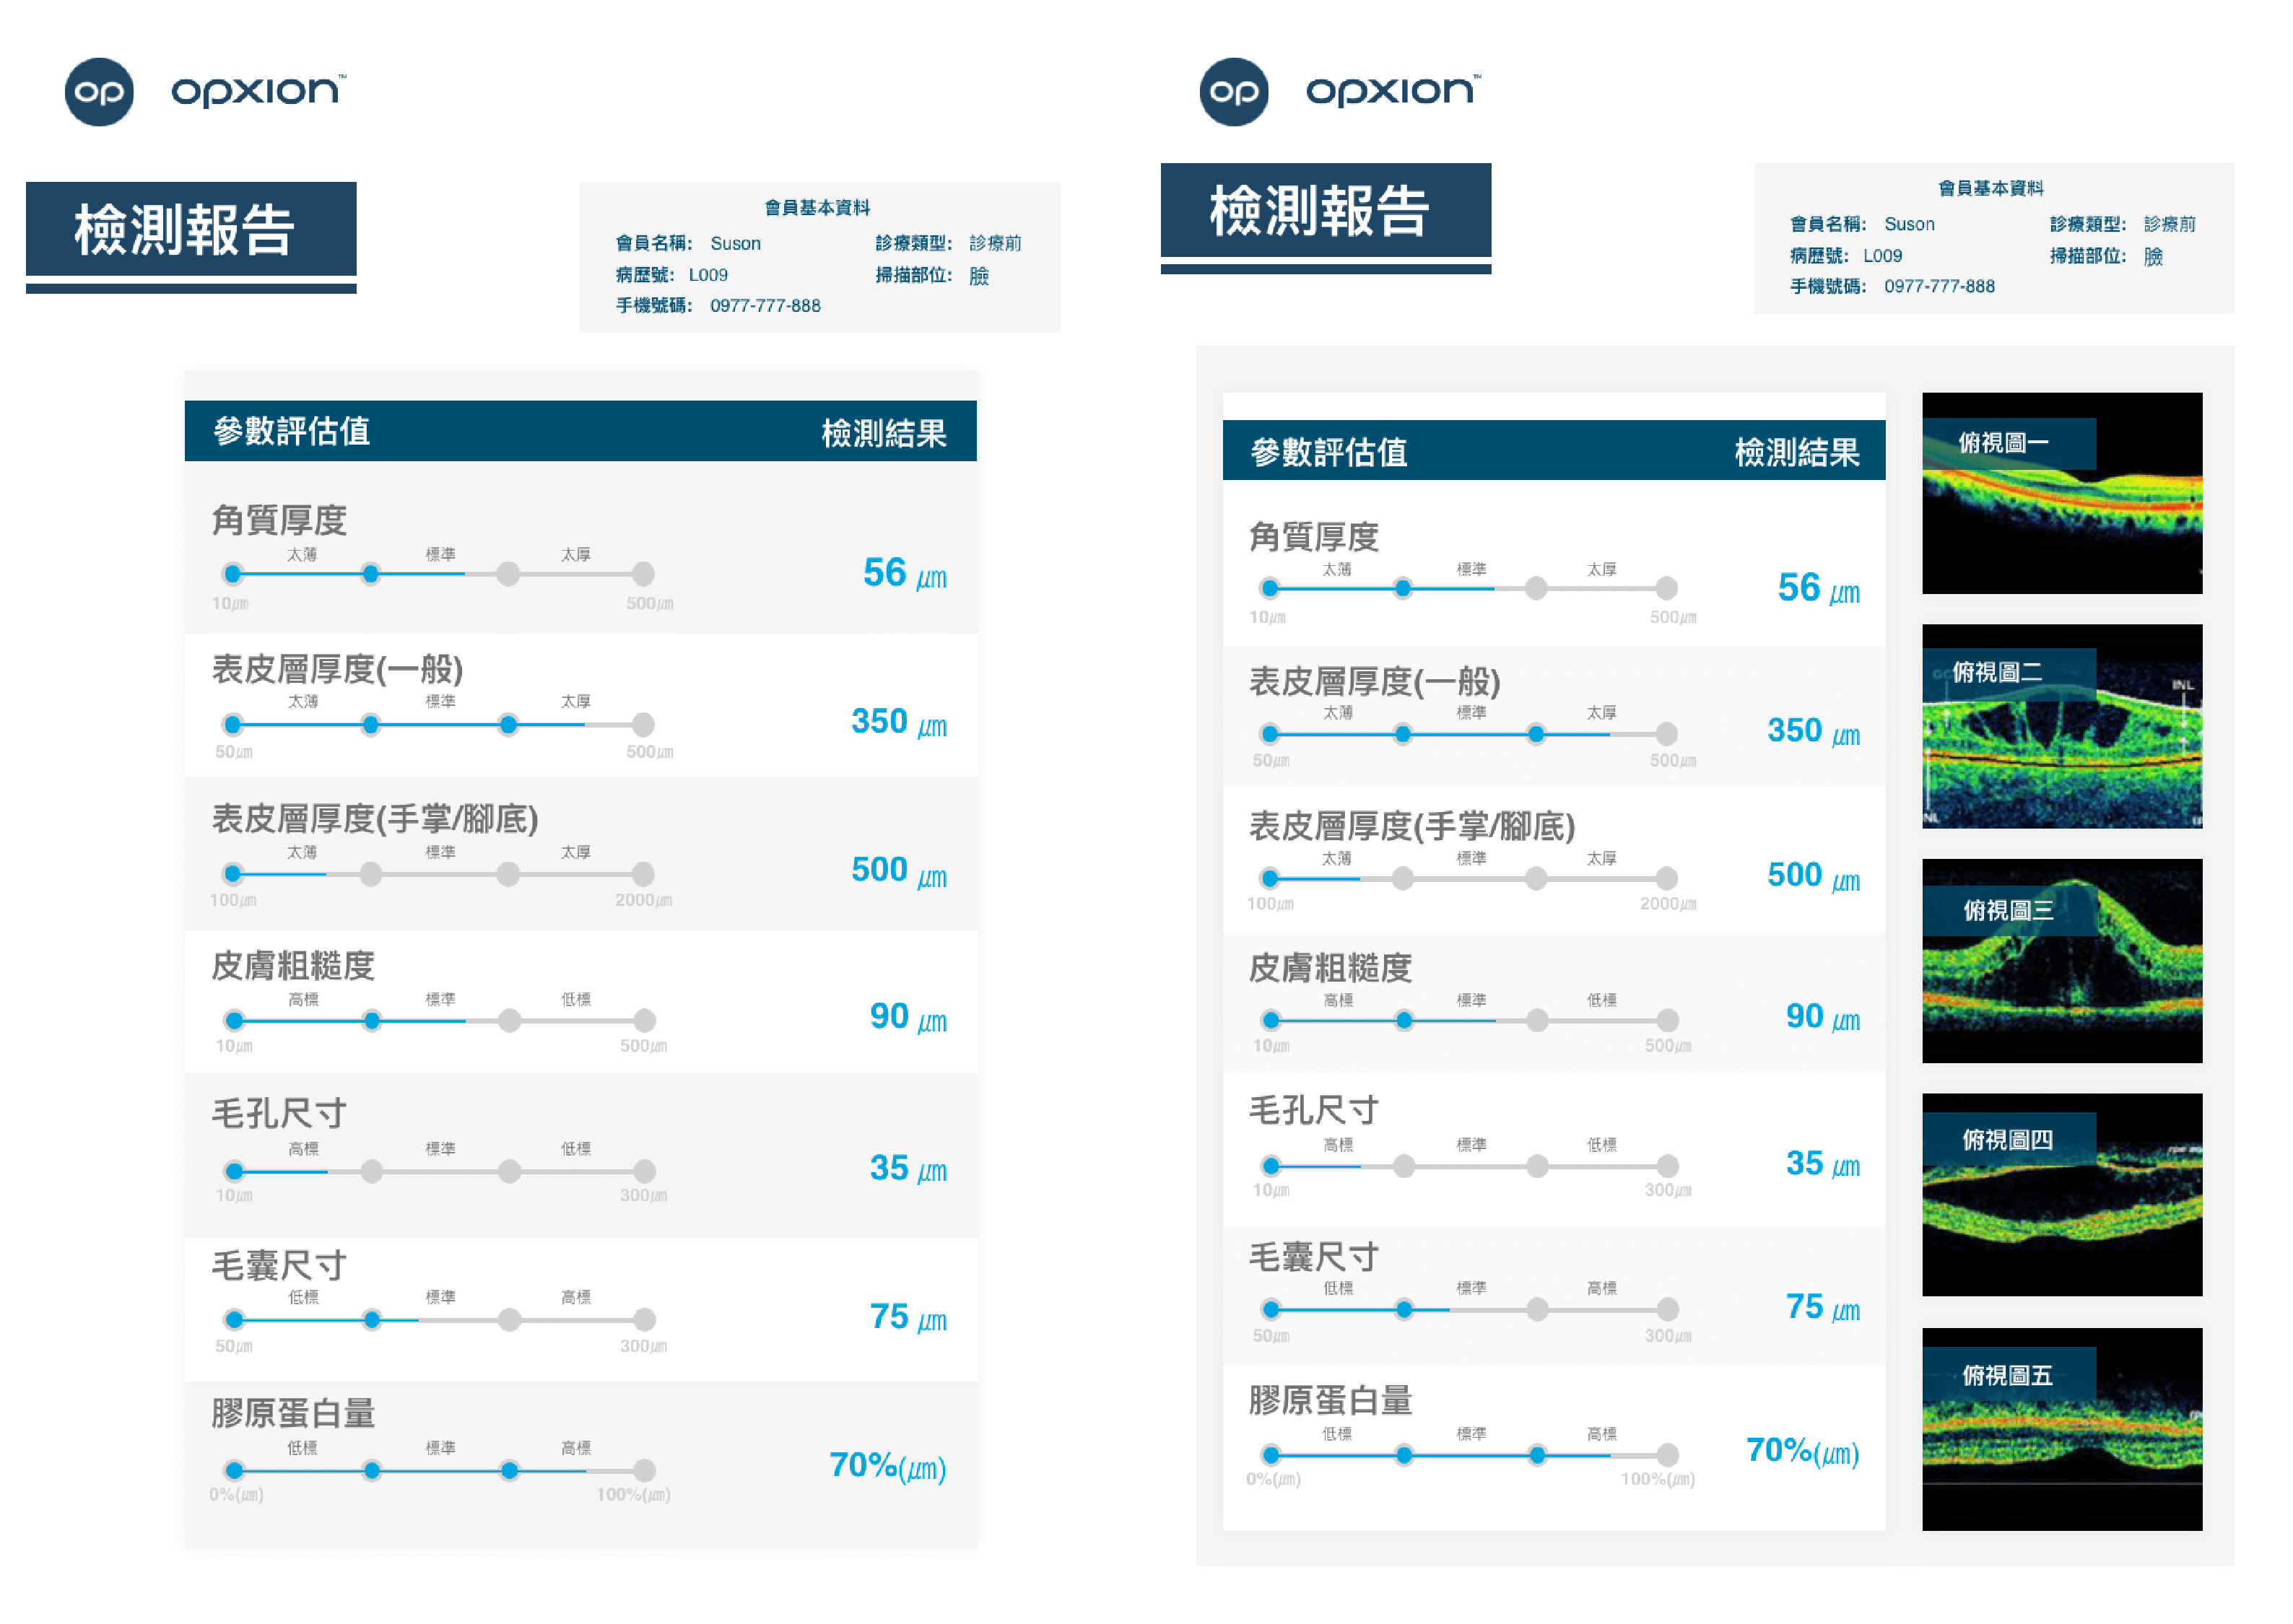 op opxion™
檢測報告
會員基本資料
會員名稱: Suson 診療類型: 診療前
病歷號: L009 掃描部位: 臉
手機號碼: 0977-777-888
參數評估值 檢測結果
角質厚度
太薄 標準 太厚
56 μm
10μm 500μm
表皮層厚度(一般)
太薄 標準 太厚
350 μm
50μm 500μm
表皮層厚度(手掌/腳底)
太薄 標準 太厚
500 μm
100μm 2000μm
皮膚粗糙度
高標 標準 低標
90 μm
10μm 500μm
毛孔尺寸
高標 標準 低標
35 μm
10μm 300μm
毛囊尺寸
低標 標準 高標
75 μm
50μm 300μm
膠原蛋白量
低標 標準 高標
70%(μm)
0%(μm) 100%(μm)
op opxion™
檢測報告
會員基本資料
會員名稱: Suson 診療類型: 診療前
病歷號: L009 掃描部位: 臉
手機號碼: 0977-777-888
參數評估值 檢測結果
角質厚度
太薄 標準 太厚
56 μm
10μm 500μm
表皮層厚度(一般)
太薄 標準 太厚
350 μm
50μm 500μm
表皮層厚度(手掌/腳底)
太薄 標準 太厚
500 μm
100μm 2000μm
皮膚粗糙度
高標 標準 低標
90 μm
10μm 500μm
毛孔尺寸
高標 標準 低標
35 μm
10μm 300μm
毛囊尺寸
低標 標準 高標
75 μm
50μm 300μm
膠原蛋白量
低標 標準 高標
70%(μm)
0%(μm) 100%(μm)
俯視圖一
俯視圖二
INL
俯視圖三
俯視圖四
俯視圖五